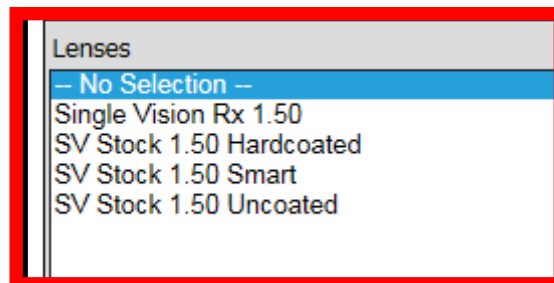 Lenses
-- No Selection --
Single Vision Rx 1.50
SV Stock 1.50 Hardcoated
SV Stock 1.50 Smart
SV Stock 1.50 Uncoated